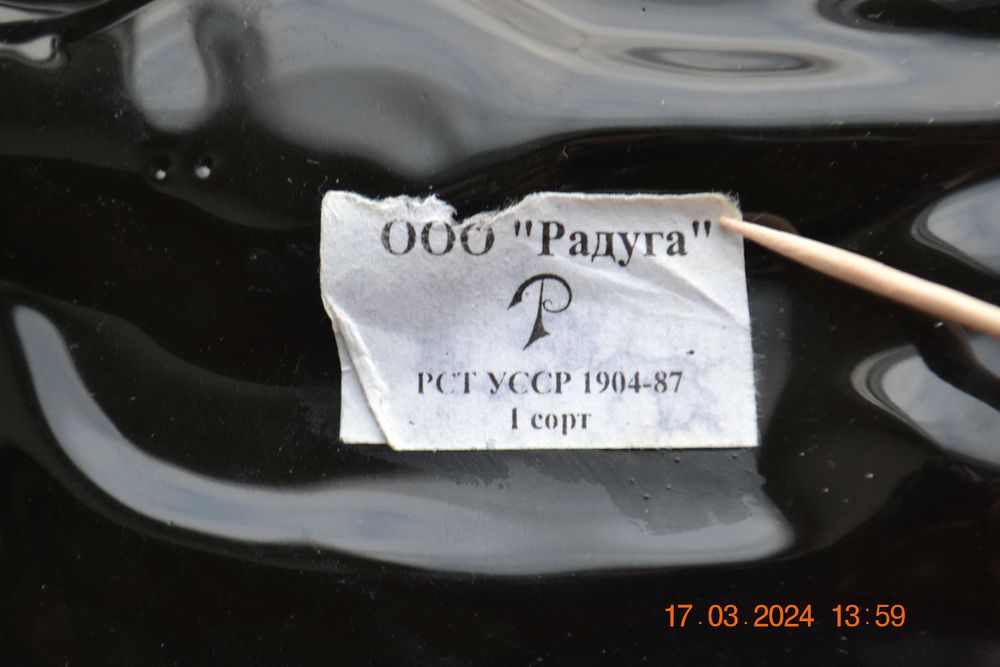 ООО "Радуга"
Р
РСТ УССР 1904-87
1 сорт
17.03.2024 13:59